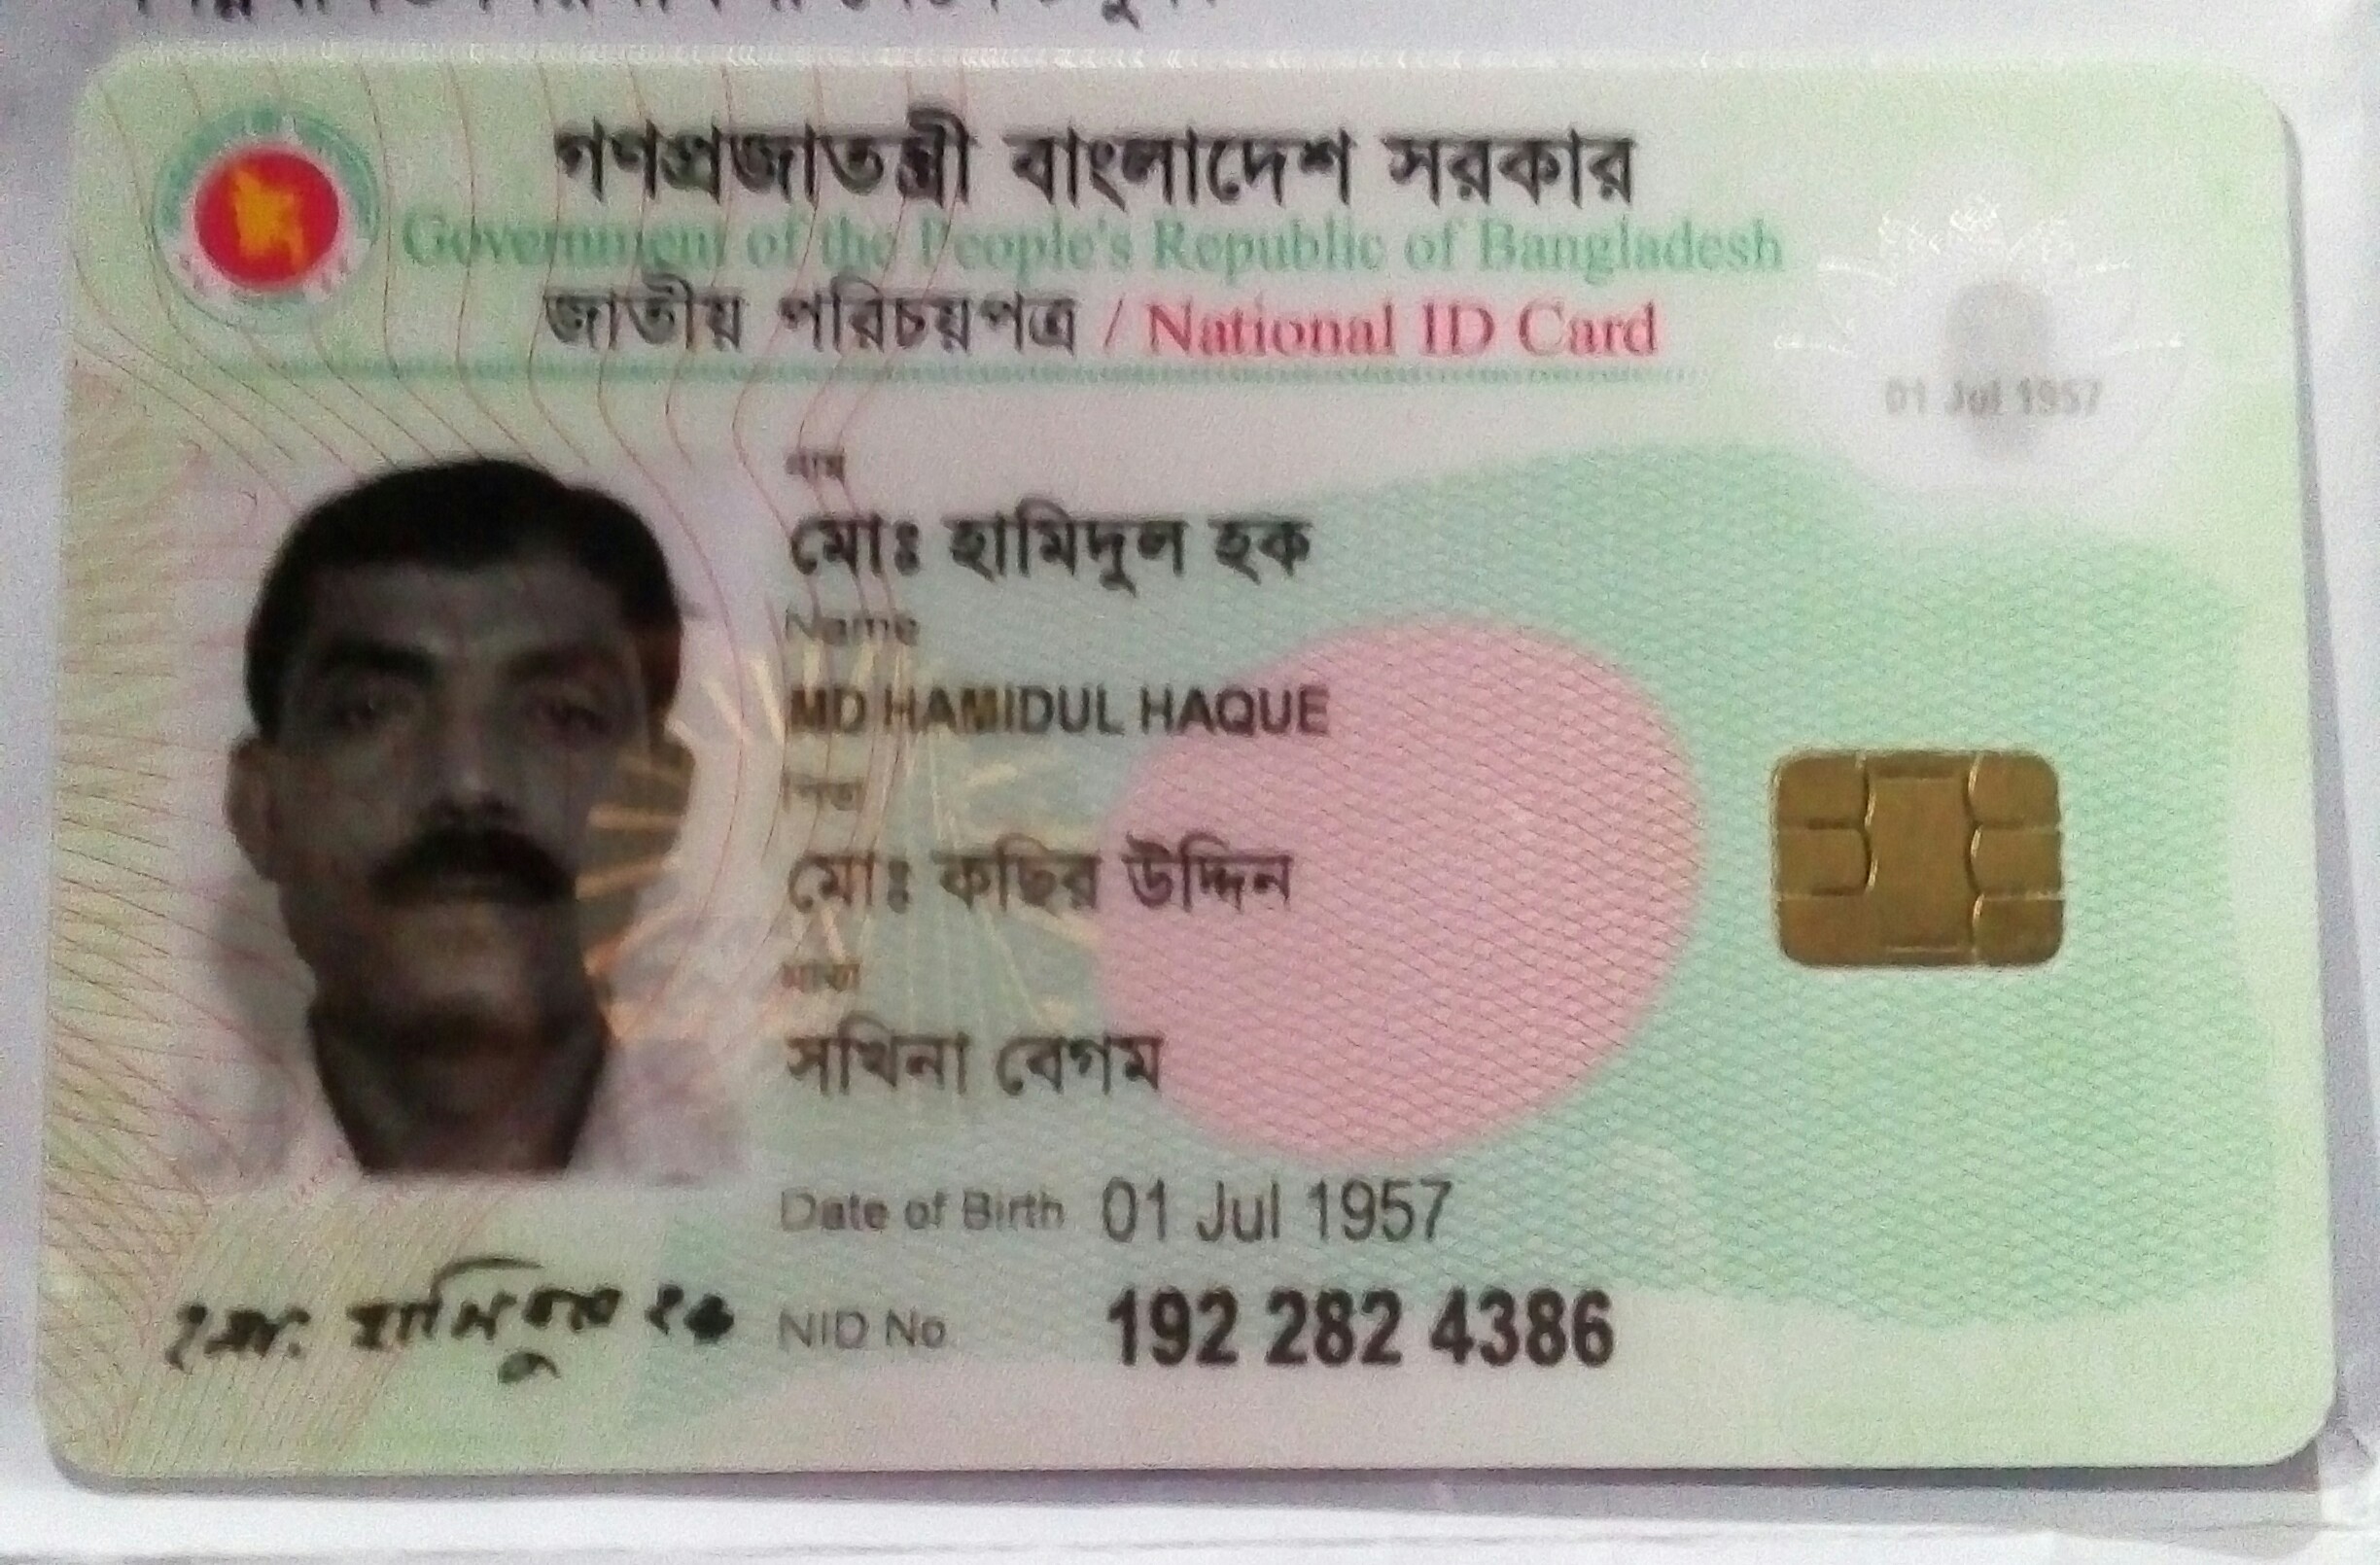 গণপ্রজাতন্ত্রী বাংলাদেশ সরকার
Government of the People's Republic of Bangladesh
জাতীয় পরিচয়পত্র / National ID Card
01 Jul 1957
নাম
মোঃ হামিদুল হক
Name
MD HAMIDUL HAQUE
পিতা
মোঃ কছির উদ্দিন
মাতা
সখিনা বেগম
Date of Birth 01 Jul 1957
মো: হামিদুল হক
NID No 192 282 4386